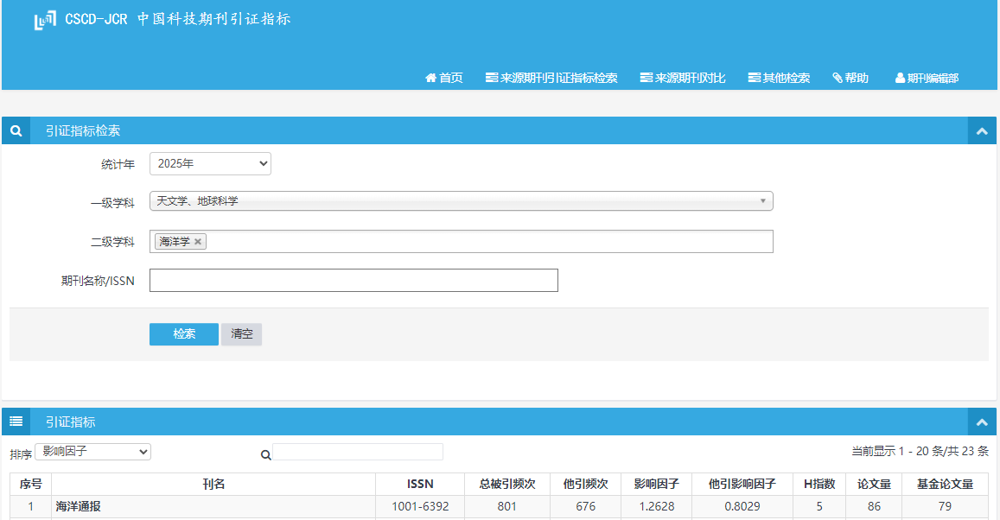 CSCD-JCR 中国科技期刊引证指标
首页 来源期刊引证指标检索 来源期刊对比 其他检索 帮助 期刊编辑部
引证指标检索
统计年 2025年
一级学科 天文学、地球科学
二级学科 海洋学 ×
期刊名称/ISSN
检索 清空
引证指标
排序 影响因子 当前显示 1 - 20 条/共 23 条
序号 刊名 ISSN 总被引频次 他引频次 影响因子 他引影响因子 H指数 论文量 基金论文量
1 海洋通报 1001-6392 801 676 1.2628 0.8029 5 86 79